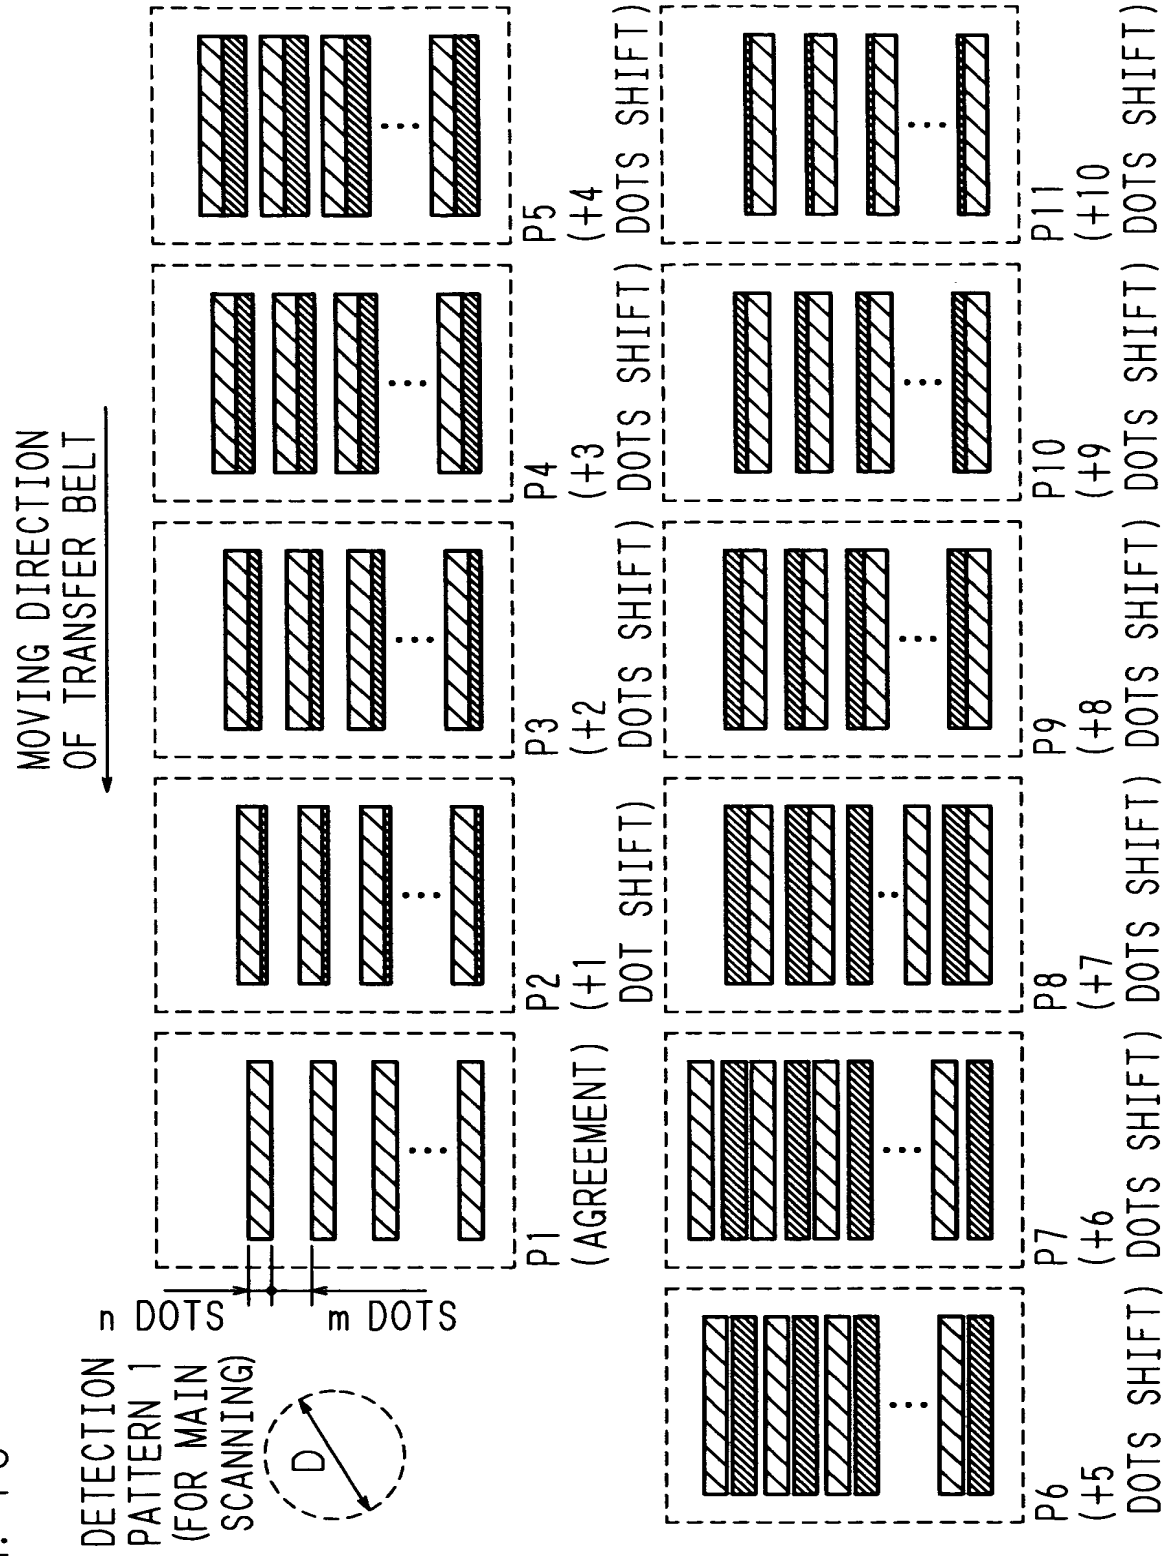 DETECTION
PATTERN 1
(FOR MAIN
SCANNING)
D
n DOTS
m DOTS
MOVING DIRECTION
OF TRANSFER BELT
P1
(AGREEMENT)
P2
(+1
DOT SHIFT)
P3
(+2
DOTS SHIFT)
P4
(+3
DOTS SHIFT)
P5
(+4
DOTS SHIFT)
P6
(+5
DOTS SHIFT)
P7
(+6
DOTS SHIFT)
P8
(+7
DOTS SHIFT)
P9
(+8
DOTS SHIFT)
P10
(+9
DOTS SHIFT)
P11
(+10
DOTS SHIFT)